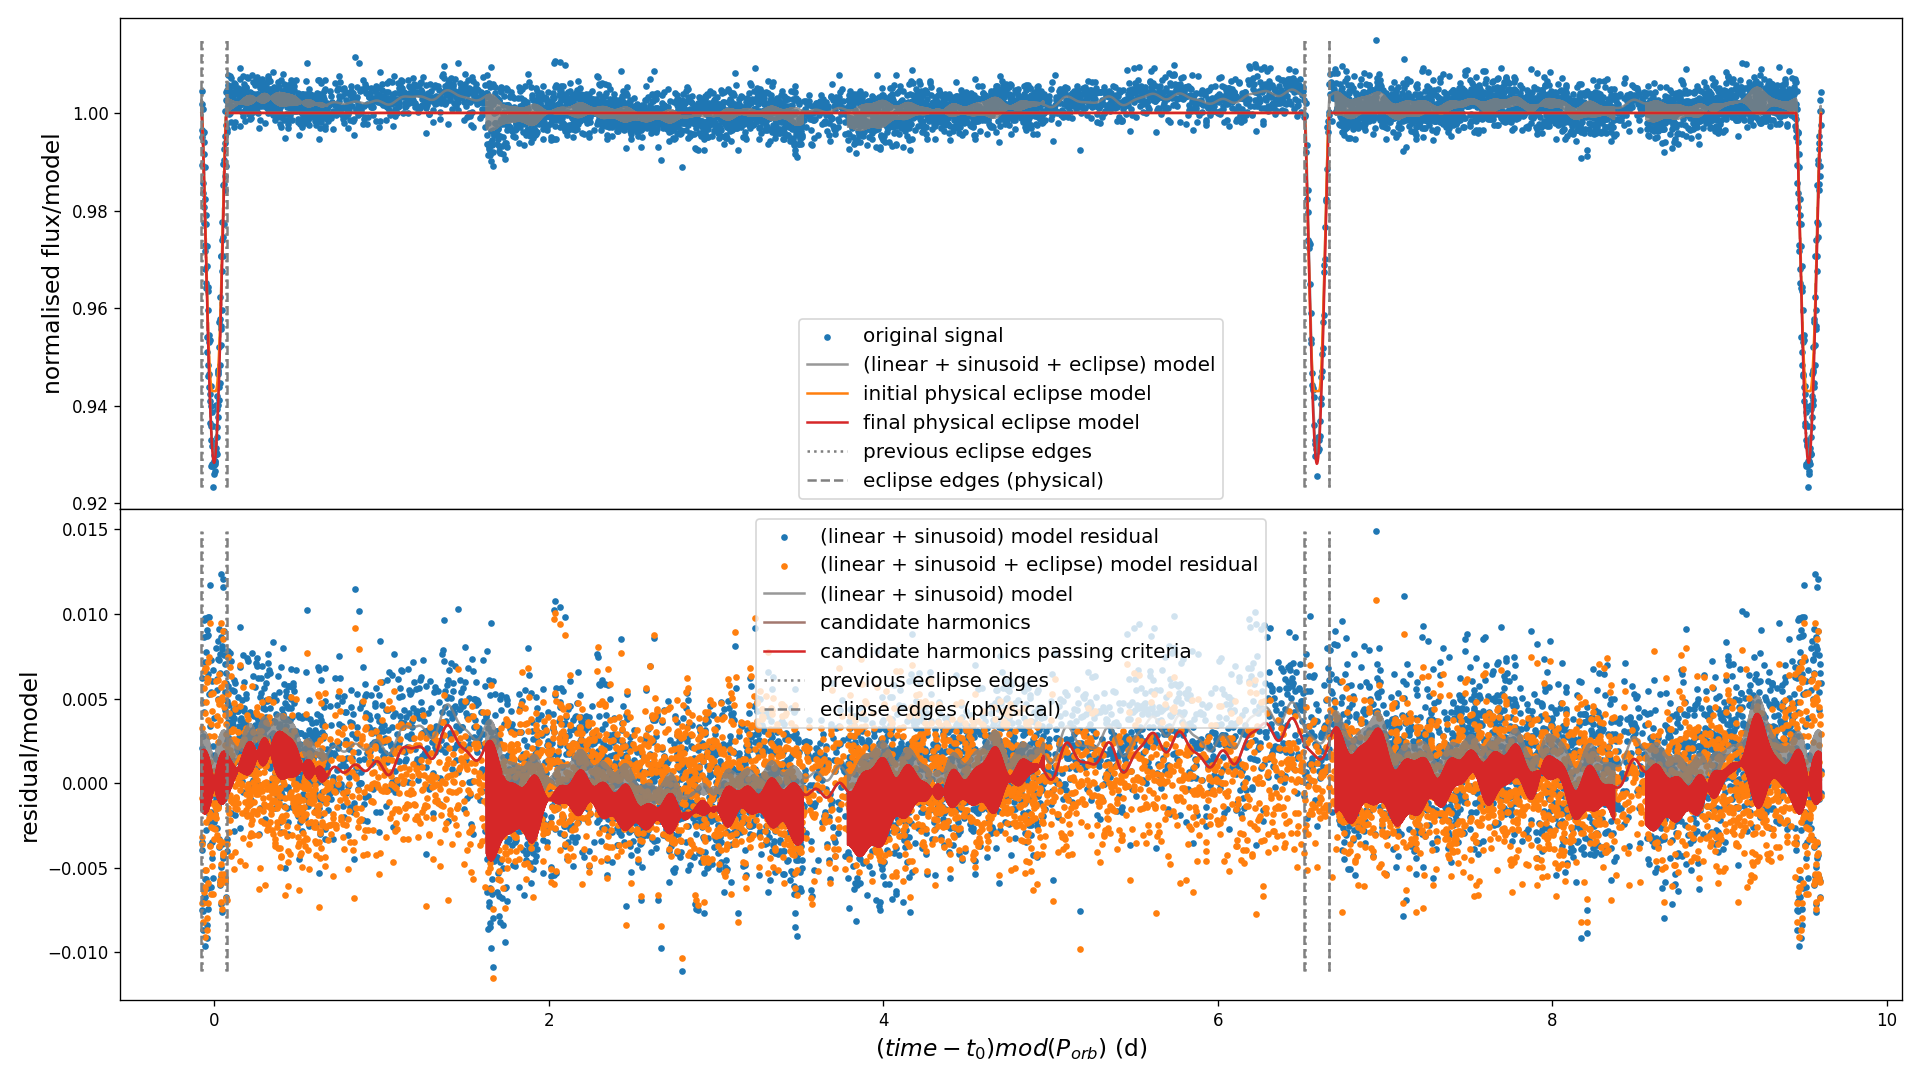 normalised flux/model
1.00
0.98
0.96
0.94
0.92
original signal
(linear + sinusoid + eclipse) model
initial physical eclipse model
final physical eclipse model
previous eclipse edges
eclipse edges (physical)
residual/model
0.015
0.010
0.005
0.000
−0.005
−0.010
(linear + sinusoid) model residual
(linear + sinusoid + eclipse) model residual
(linear + sinusoid) model
candidate harmonics
candidate harmonics passing criteria
previous eclipse edges
eclipse edges (physical)
0 2 4 6 8 10
(time − t₀)mod(P_orb) (d)